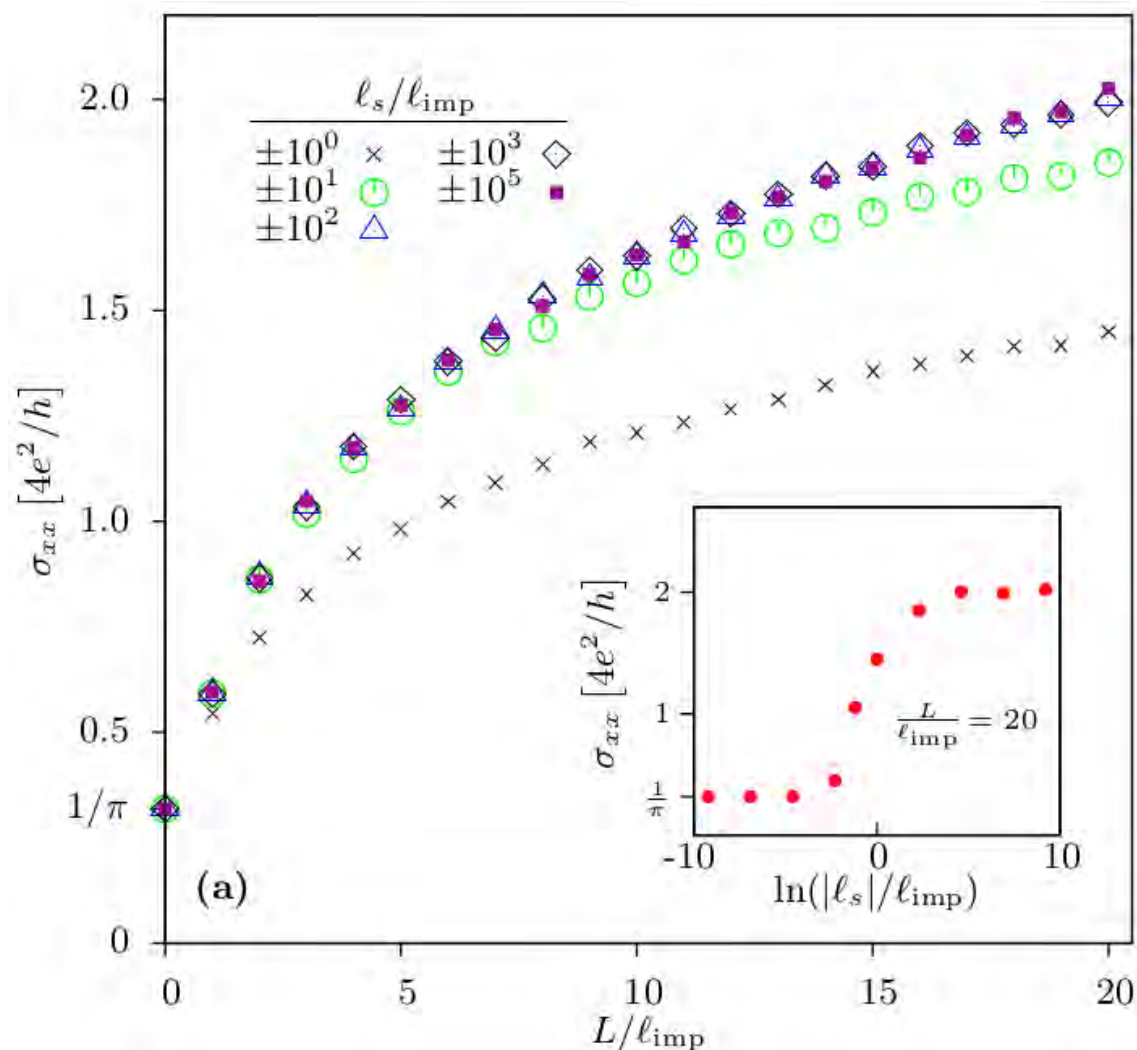 ℓ_s/ℓ_imp
±10^0 × ±10^3 ◇
±10^1 ○ ±10^5 ■
±10^2 △
σ_xx [4e^2/h]
2.0
1.5
1.0
0.5
1/π
0
(a)
0 5 10 15 20
L/ℓ_imp
σ_xx [4e^2/h]
2
1
1/π
L/ℓ_imp = 20
-10 0 10
ln(|ℓ_s|/ℓ_imp)